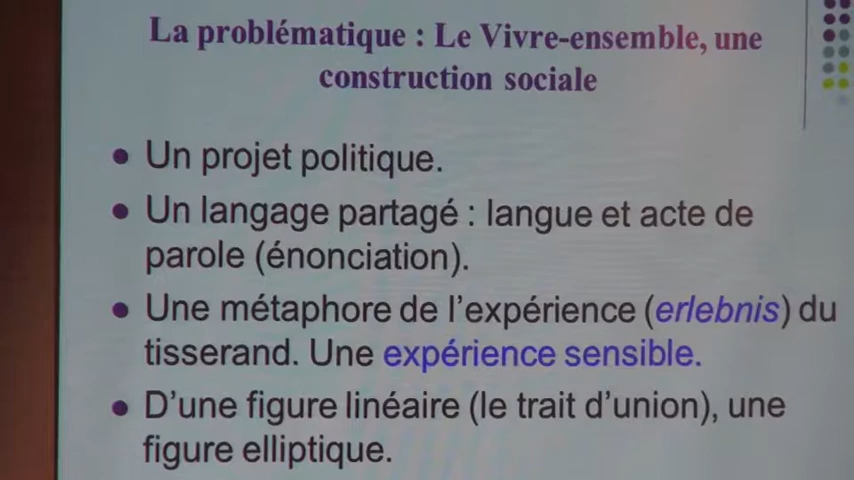 La problématique : Le Vivre-ensemble, une
construction sociale
• Un projet politique.
• Un langage partagé : langue et acte de
parole (énonciation).
• Une métaphore de l’expérience (erlebnis) du
tisserand. Une expérience sensible.
• D’une figure linéaire (le trait d’union), une
figure elliptique.